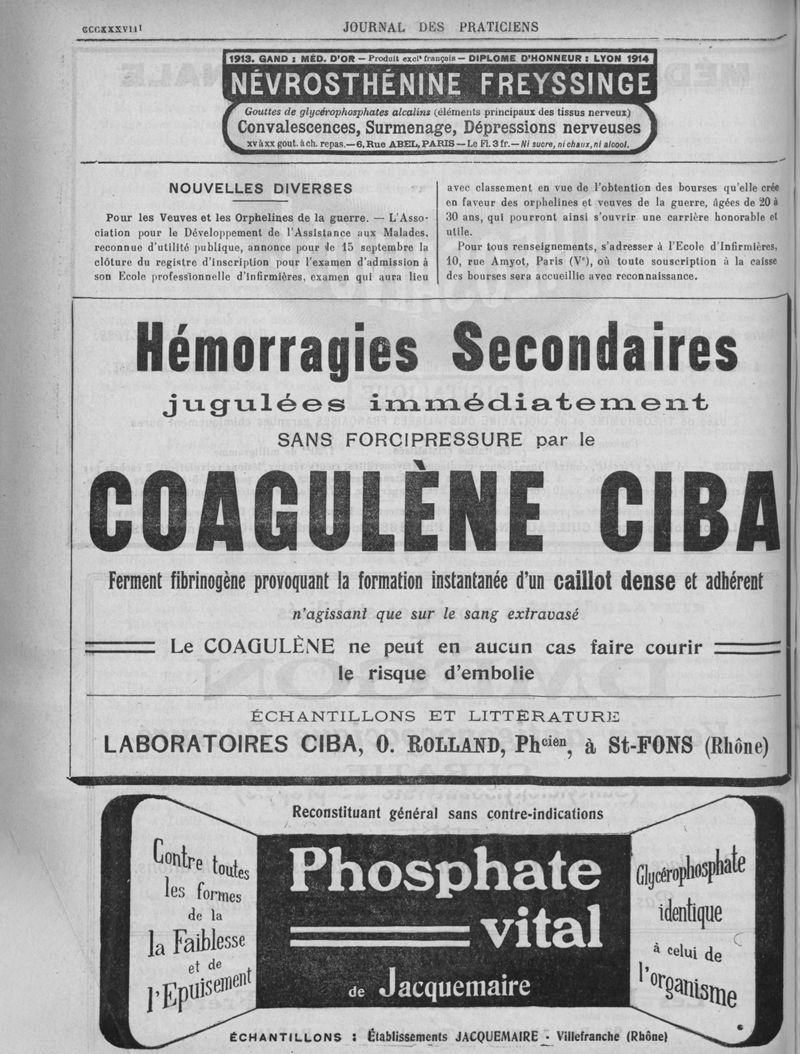 CCCXXXVIII
JOURNAL DES PRATICIENS
1913. GAND : MÉD. D'OR — Produit exclt français — DIPLOME D'HONNEUR : LYON 1914
NÉVROSTHÉNINE FREYSSINGE
Gouttes de glycérophosphates alcalins (éléments principaux des tissus nerveux)
Convalescences, Surmenage, Dépressions nerveuses
xv à xx gout. à ch. repas. — 6, Rue ABEL, PARIS — Le Fl. 3 fr. — Ni sucre, ni chaux, ni alcool.
NOUVELLES DIVERSES
Pour les Veuves et les Orphelines de la guerre. — L'Asso-
ciation pour le Développement de l'Assistance aux Malades,
reconnue d'utilité publique, annonce pour le 15 septembre la
clôture du registre d'inscription pour l'examen d'admission à
son Ecole professionnelle d'infirmières, examen qui aura lieu
avec classement en vue de l'obtention des bourses qu'elle crée
en faveur des orphelines et veuves de la guerre, âgées de 20 à
30 ans, qui pourront ainsi s'ouvrir une carrière honorable et
utile.
Pour tous renseignements, s'adresser à l'Ecole d'Infirmières,
10, rue Amyot, Paris (Ve), où toute souscription à la caisse
des bourses sera accueillie avec reconnaissance.
Hémorragies Secondaires
jugulées immédiatement
SANS FORCIPRESSURE par le
COAGULÈNE CIBA
Ferment fibrinogène provoquant la formation instantanée d'un caillot dense et adhérent
n'agissant que sur le sang extravasé
Le COAGULÈNE ne peut en aucun cas faire courir
le risque d'embolie
ÉCHANTILLONS ET LITTÉRATURE
LABORATOIRES CIBA, O. ROLLAND, Phcien, à St-FONS (Rhône)
Reconstituant général sans contre-indications
Contre toutes
les formes
de la
la Faiblesse
et de
l'Epuisement
Phosphate
vital
de Jacquemaire
Glycérophosphate
identique
à celui de
l'organisme
ÉCHANTILLONS : Établissements JACQUEMAIRE - Villefranche (Rhône)